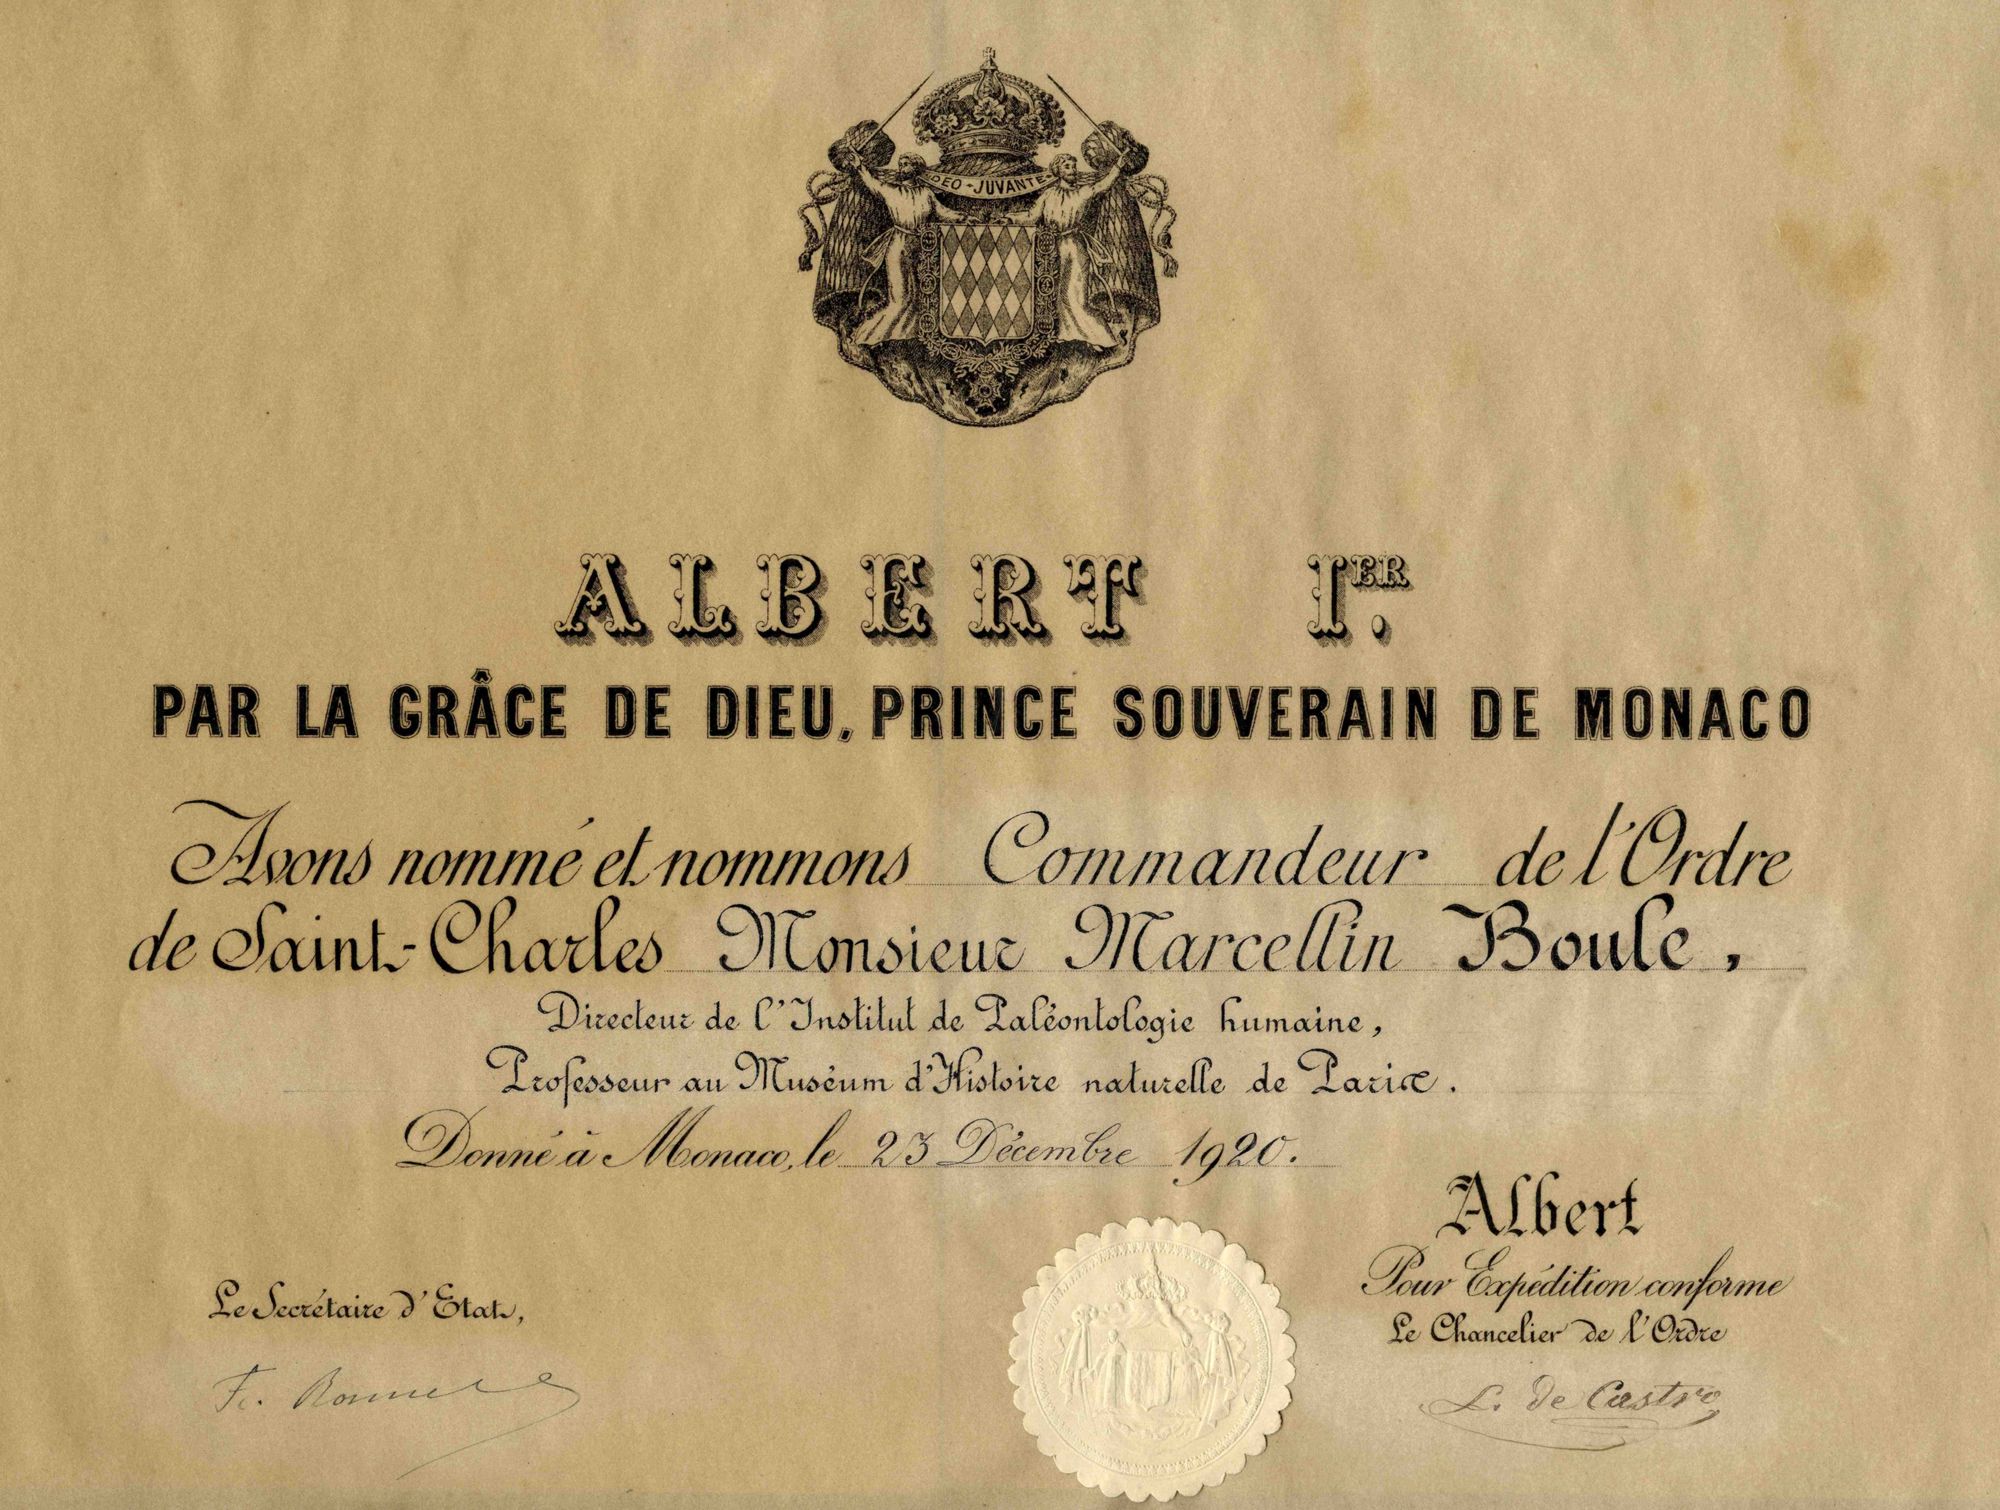 DEO - JUVANTE
ALBERT IER.
PAR LA GRÂCE DE DIEU, PRINCE SOUVERAIN DE MONACO
Avons nommé et nommons Commandeur de l'Ordre
de Saint-Charles Monsieur Marcellin Boule,
Directeur de l'Institut de Paléontologie humaine,
Professeur au Muséum d'Histoire naturelle de Paris.
Donné à Monaco, le 23 Décembre 1920.
Albert
Pour Expédition conforme
Le Chancelier de l'Ordre
L. de Castro
Le Secrétaire d'Etat,
Fr.